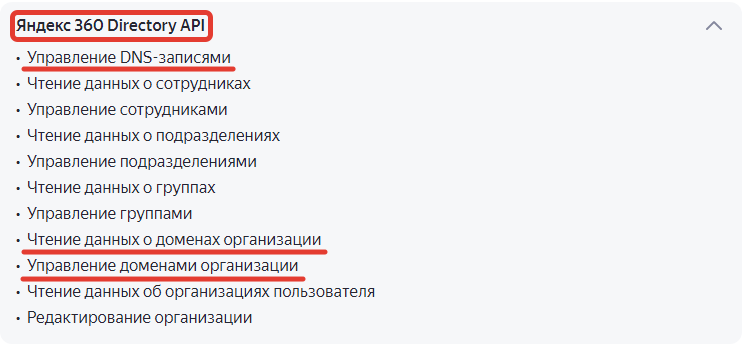 Яндекс 360 Directory API
• Управление DNS-записями
• Чтение данных о сотрудниках
• Управление сотрудниками
• Чтение данных о подразделениях
• Управление подразделениями
• Чтение данных о группах
• Управление группами
• Чтение данных о доменах организации
• Управление доменами организации
• Чтение данных об организациях пользователя
• Редактирование организации